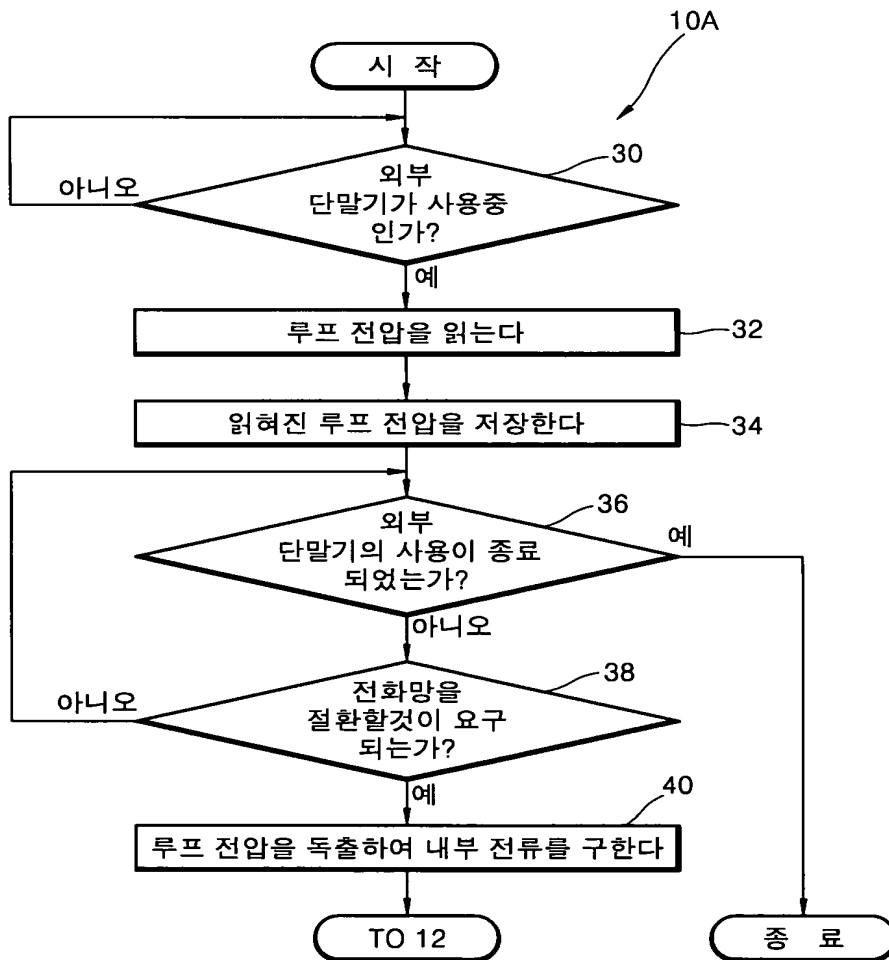 10A
시 작
30
외부
단말기가 사용중
인가?
아니오
예
루프 전압을 읽는다
32
읽혀진 루프 전압을 저장한다
34
36
외부
단말기의 사용이 종료
되었는가?
예
아니오
38
전화망을
절환할것이 요구
되는가?
아니오
예
40
루프 전압을 독출하여 내부 전류를 구한다
TO 12
종 료